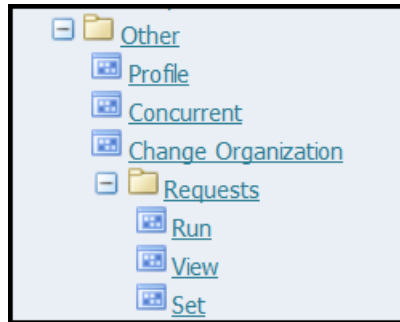 Other
Profile
Concurrent
Change Organization
Requests
Run
View
Set